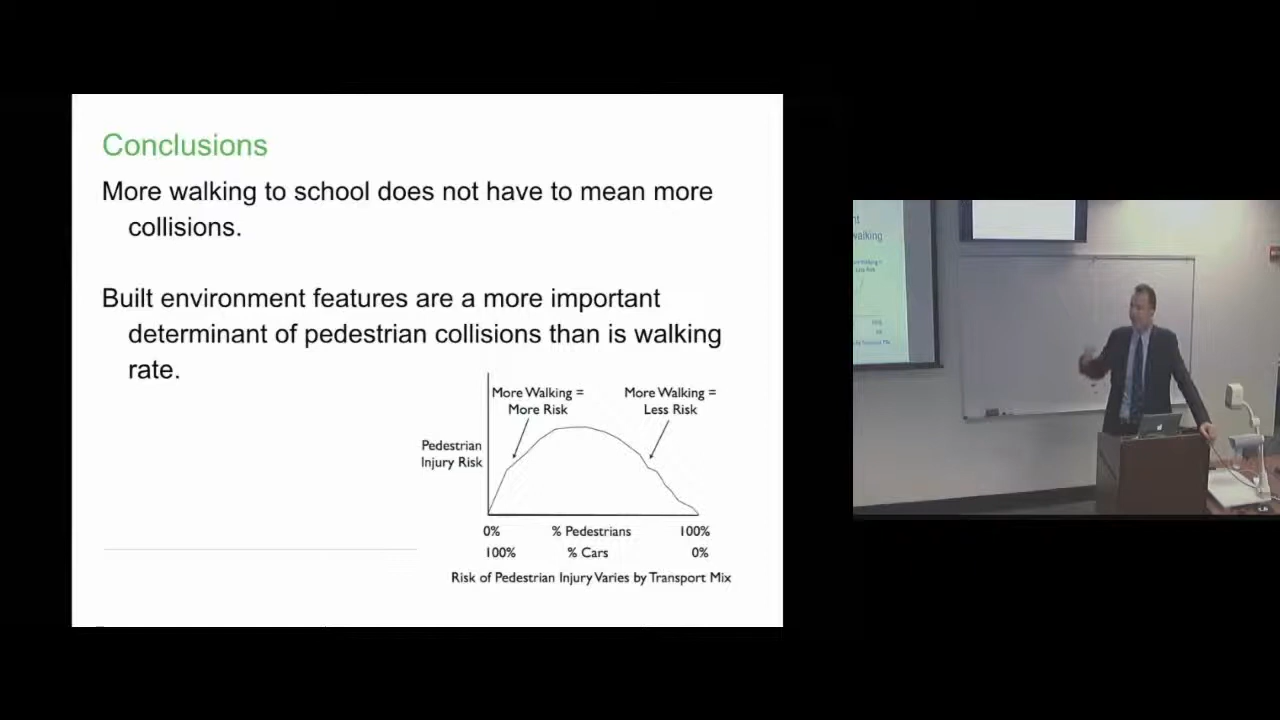 Conclusions
More walking to school does not have to mean more
collisions.
Built environment features are a more important
determinant of pedestrian collisions than is walking
rate.
More Walking =
More Risk
More Walking =
Less Risk
Pedestrian
Injury Risk
0% % Pedestrians 100%
100% % Cars 0%
Risk of Pedestrian Injury Varies by Transport Mix
walking